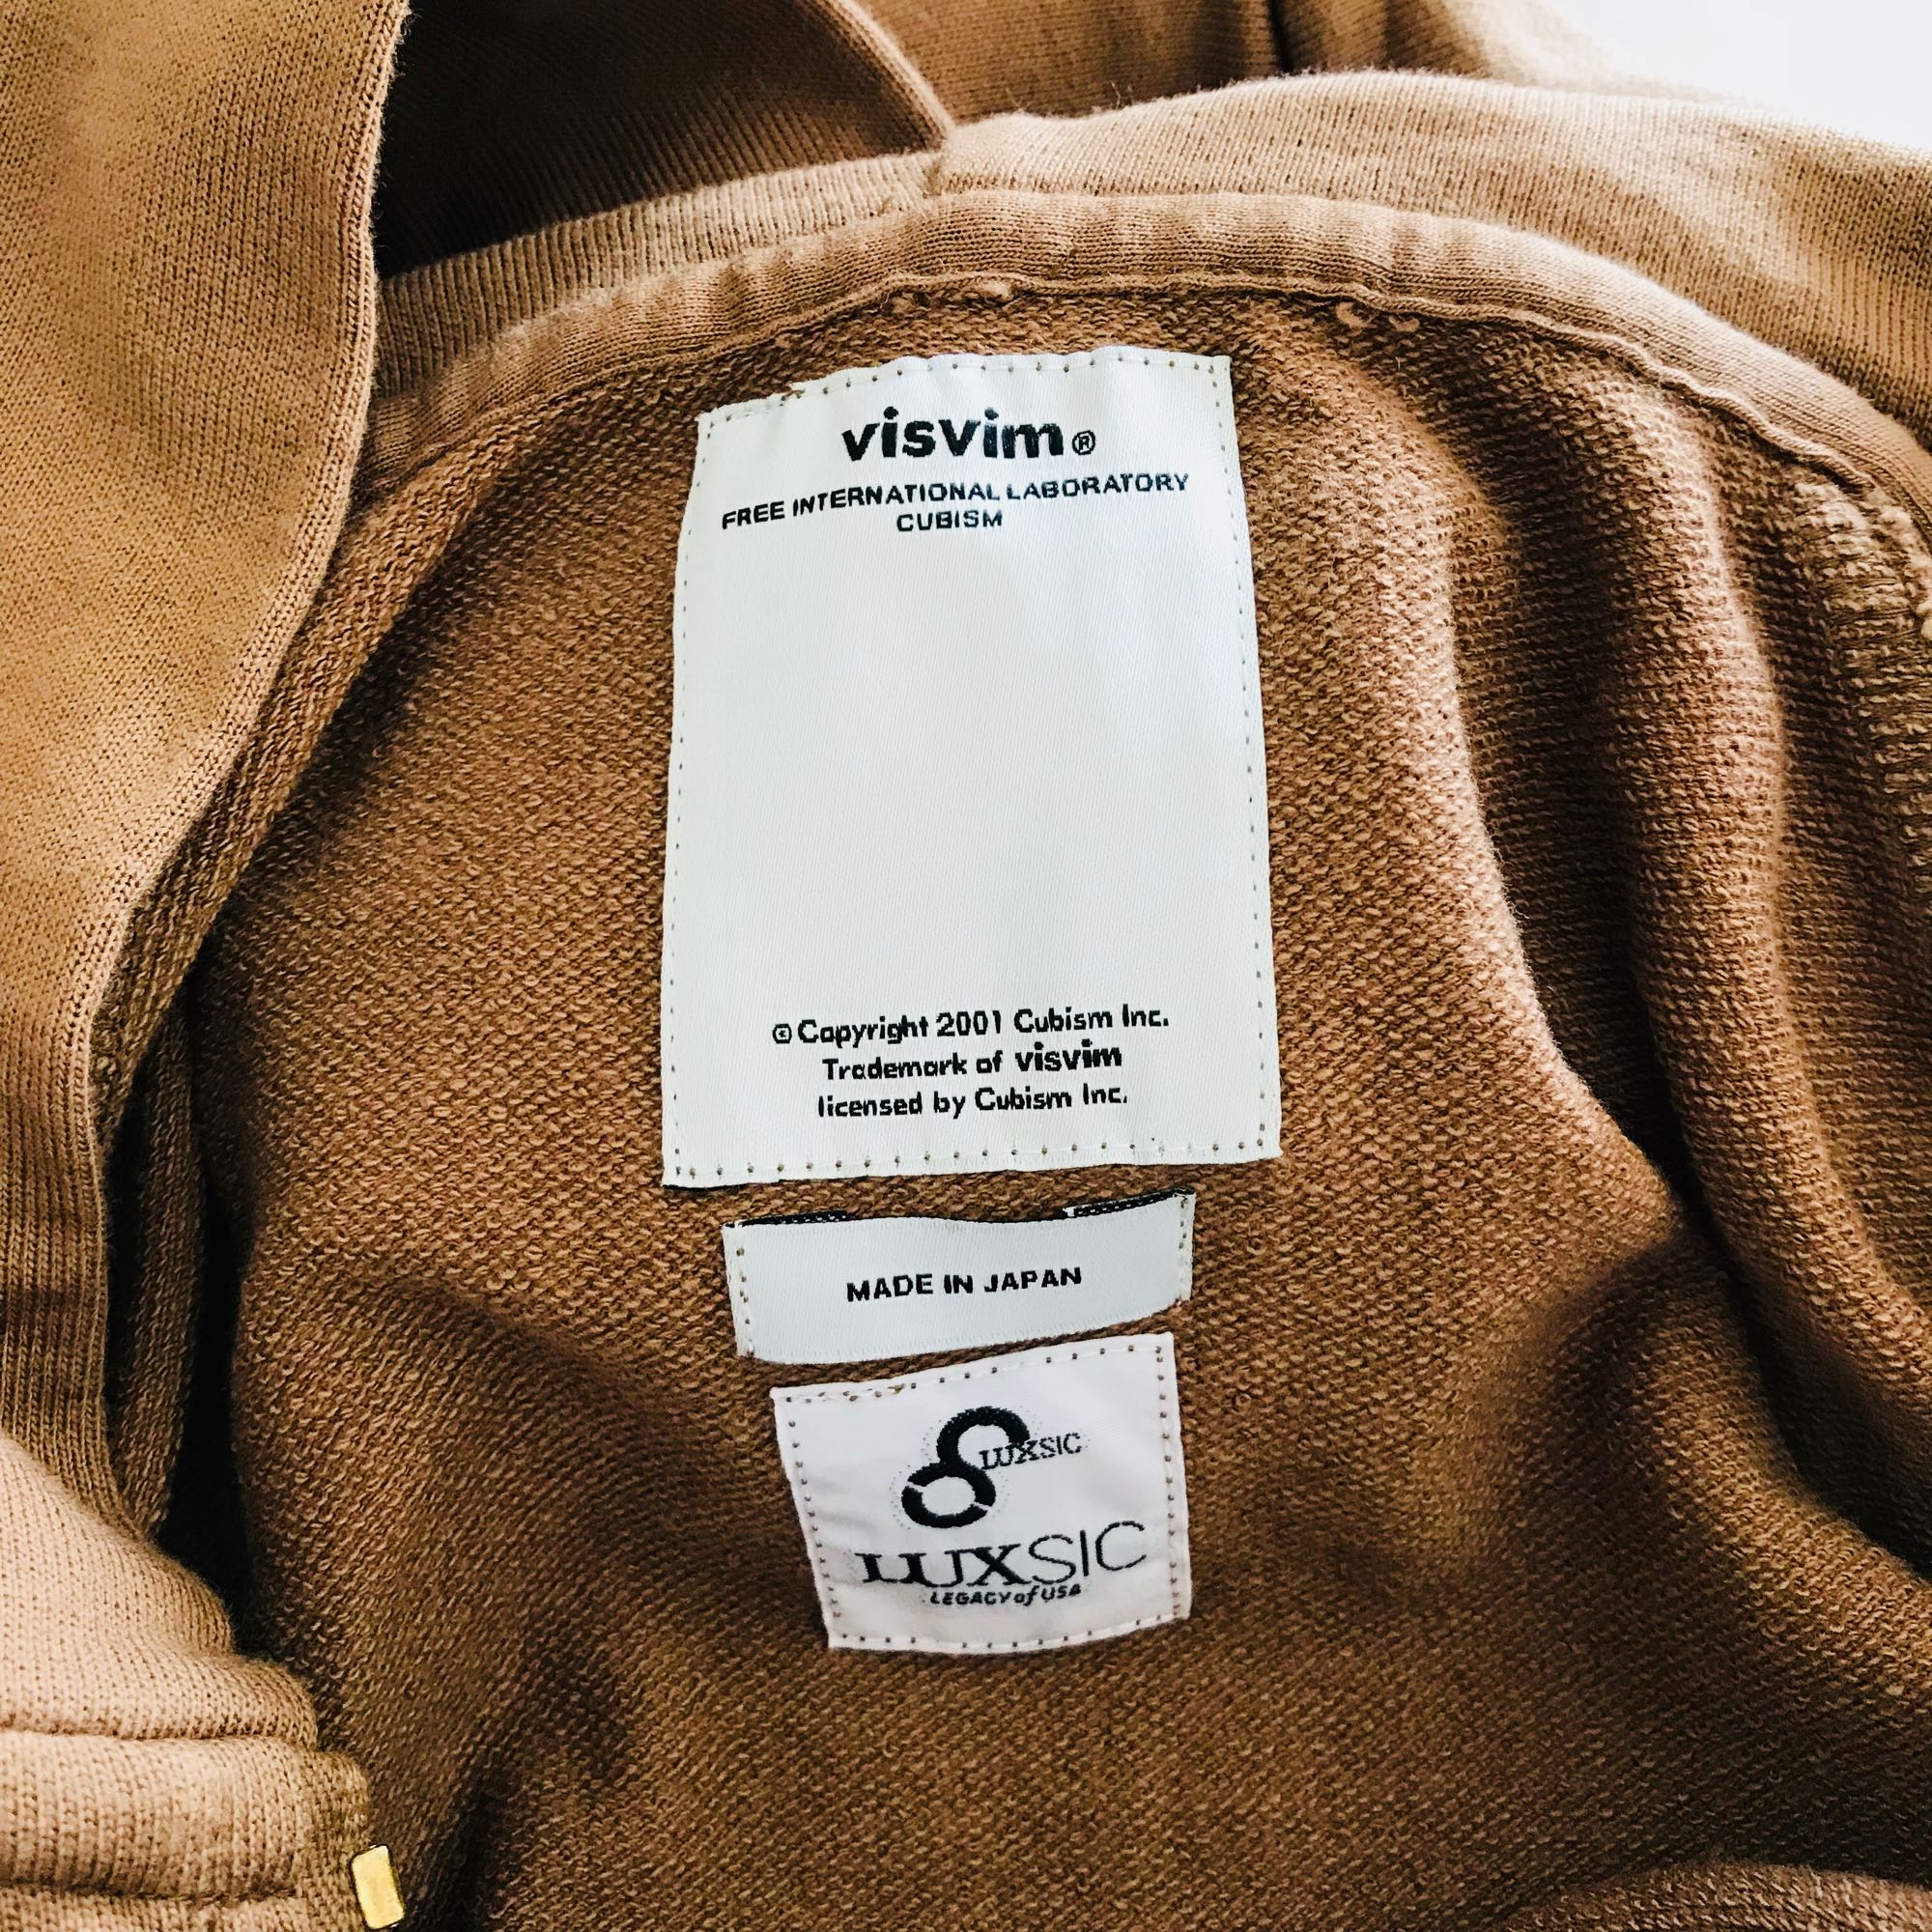 visvim®
FREE INTERNATIONAL LABORATORY
CUBISM
© Copyright 2001 Cubism Inc.
Trademark of visvim
licensed by Cubism Inc.
MADE IN JAPAN
LUXSIC
LUXSIC
LEGACY of USA